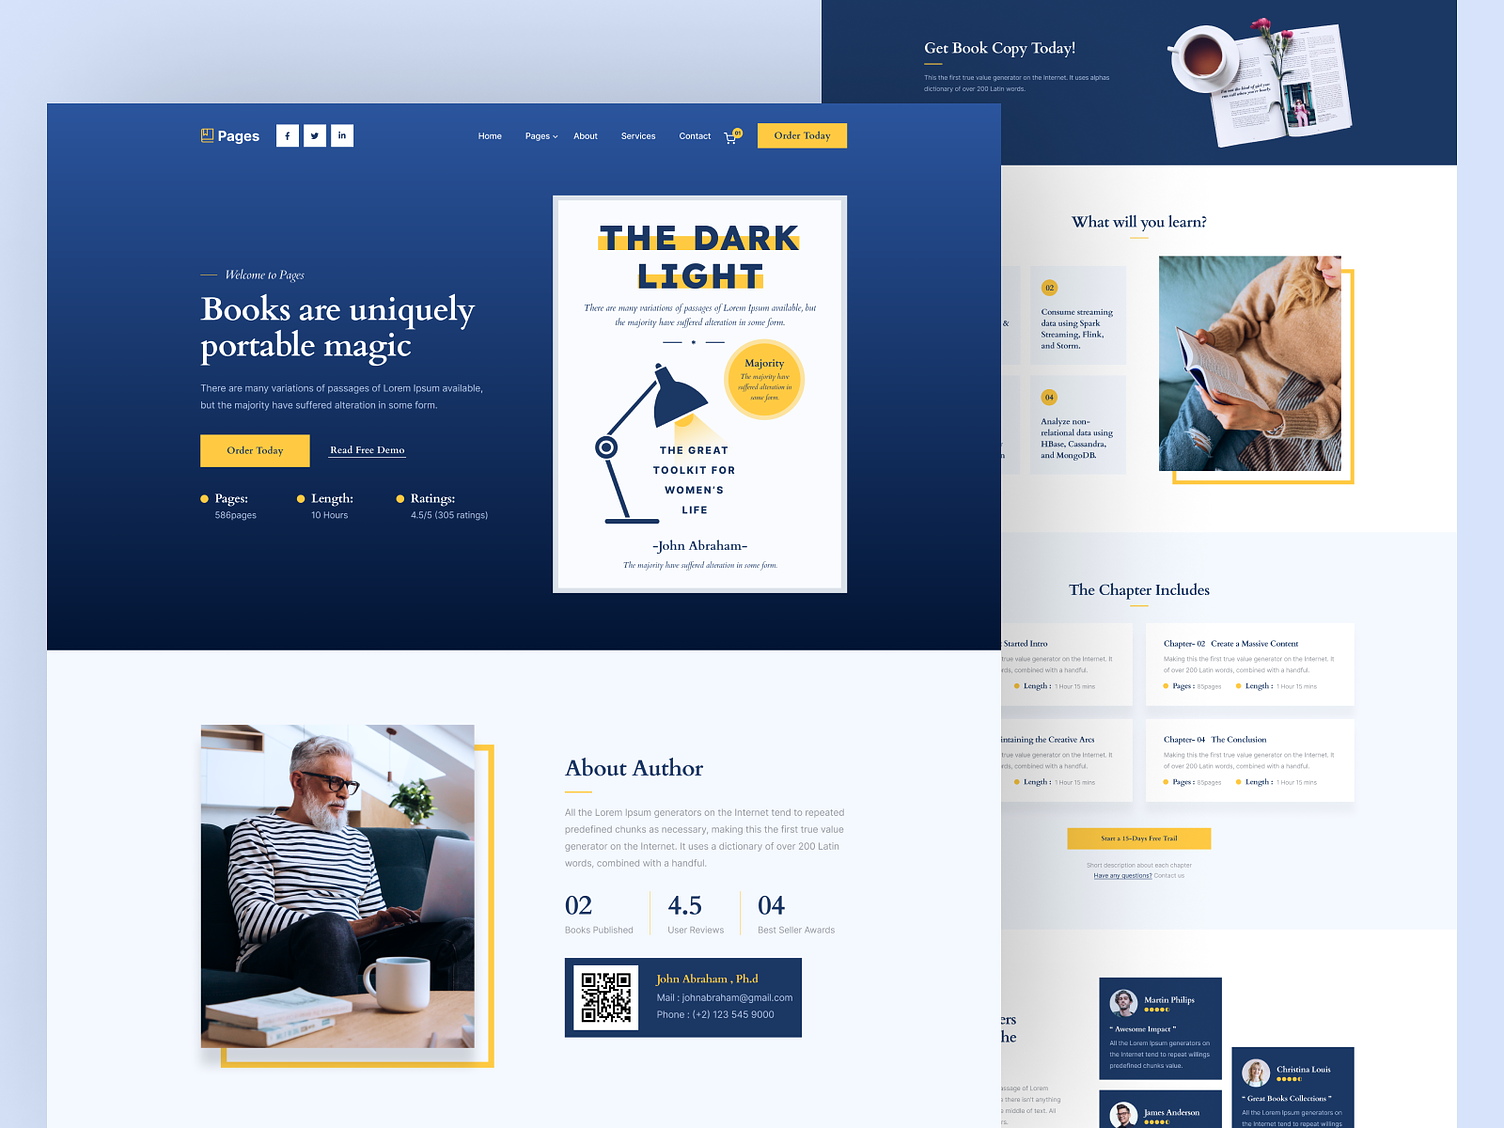 Get Book Copy Today!
This the first true value generator on the Internet. It uses alphas
dictionary of over 200 Latin words.
Pages
Home
Pages
About
Services
Contact
01
Order Today
Welcome to Pages
Books are uniquely
portable magic
There are many variations of passages of Lorem Ipsum available,
but the majority have suffered alteration in some form.
Order Today
Read Free Demo
Pages:
586pages
Length:
10 Hours
Ratings:
4.5/5 (305 ratings)
THE DARK
LIGHT
There are many variations of passages of Lorem Ipsum available, but
the majority have suffered alteration in some form.
Majority
The majority have
suffered alteration in
some form.
THE GREAT
TOOLKIT FOR
WOMEN'S
LIFE
-John Abraham-
The majority have suffered alteration in some form.
About Author
All the Lorem Ipsum generators on the Internet tend to repeated
predefined chunks as necessary, making this the first true value
generator on the Internet. It uses a dictionary of over 200 Latin
words, combined with a handful.
02
Books Published
4.5
User Reviews
04
Best Seller Awards
John Abraham , Ph.d
Mail : johnabraham@gmail.com
Phone : (+2) 123 545 9000
What will you learn?
&
02
Consume streaming
data using Spark
Streaming, Flink,
and Storm.
04
Analyze non-
relational data using
HBase, Cassandra,
and MongoDB.
The Chapter Includes
Started Intro
true value generator on the Internet. It
combined with a handful.
Length : 1 Hour 15 mins
Chapter- 02 Create a Massive Content
Making this the first true value generator on the Internet. It
of over 200 Latin words, combined with a handful.
Pages : 85pages
Length : 1 Hour 15 mins
intaining the Creative Arcs
true value generator on the Internet. It
combined with a handful.
Length : 1 Hour 15 mins
Chapter- 04 The Conclusion
Making this the first true value generator on the Internet. It
of over 200 Latin words, combined with a handful.
Pages : 85pages
Length : 1 Hour 15 mins
Start a 15-Days Free Trail
Short description about each chapter
Have any questions? Contact us
ers
he
assage of Lorem
there isn't anything
middle of text. All
Martin Philips
“ Awesome Impact ”
All the Lorem Ipsum generators on
the Internet tend to repeat willings
predefined chunks value.
James Anderson
Christina Louis
“ Great Books Collections ”
All the Lorem Ipsum generators on
the Internet tend to repeat willings